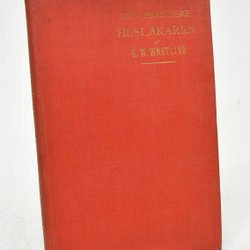 DEN PRAKTISKE
HUSLÄKAREN
AF
E. W. WRETLIND